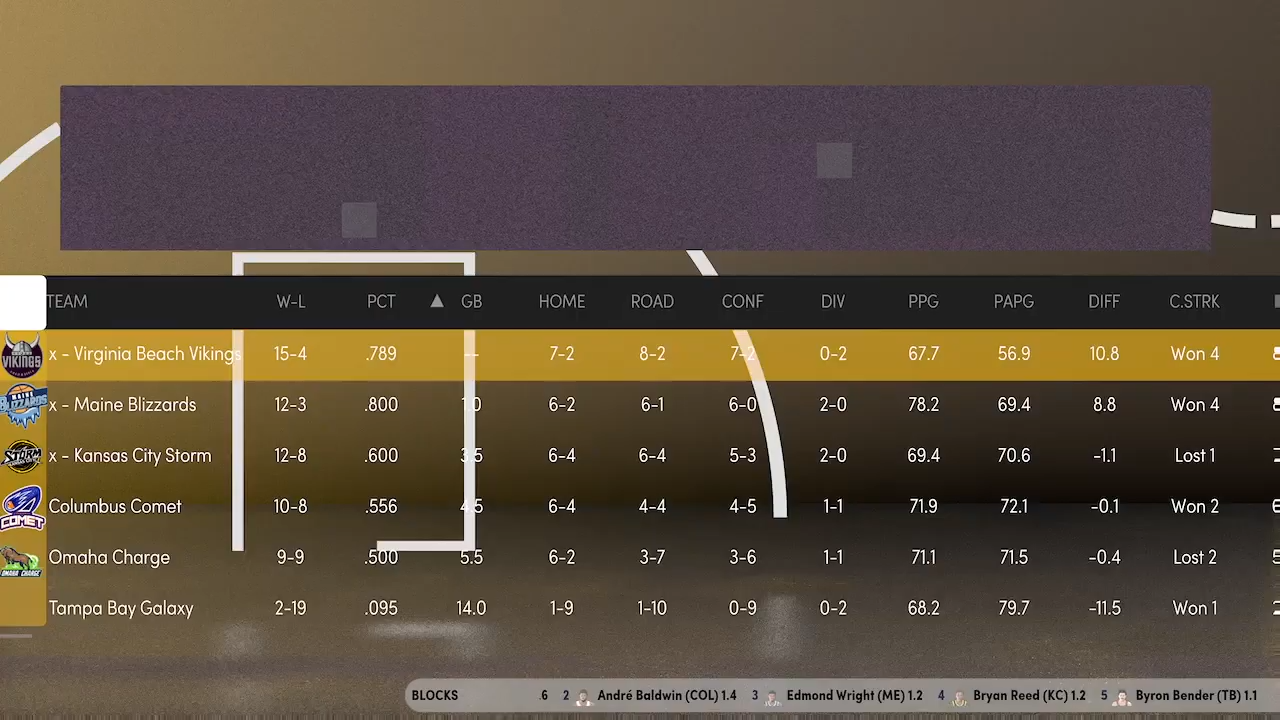 TEAM W-L PCT ▲ GB HOME ROAD CONF DIV PPG PAPG DIFF C.STRK
VIKINGS x - Virginia Beach Vikings 15-4 .789 -- 7-2 8-2 7-2 0-2 67.7 56.9 10.8 Won 4
MAINE BLIZZARDS x - Maine Blizzards 12-3 .800 1.0 6-2 6-1 6-0 2-0 78.2 69.4 8.8 Won 4
STORM x - Kansas City Storm 12-8 .600 3.5 6-4 6-4 5-3 2-0 69.4 70.6 -1.1 Lost 1
COMET Columbus Comet 10-8 .556 4.5 6-4 4-4 4-5 1-1 71.9 72.1 -0.1 Won 2
OMAHA CHARGE Omaha Charge 9-9 .500 5.5 6-2 3-7 3-6 1-1 71.1 71.5 -0.4 Lost 2
Tampa Bay Galaxy 2-19 .095 14.0 1-9 1-10 0-9 0-2 68.2 79.7 -11.5 Won 1
BLOCKS .6 2 André Baldwin (COL) 1.4 3 Edmond Wright (ME) 1.2 4 Bryan Reed (KC) 1.2 5 Byron Bender (TB) 1.1